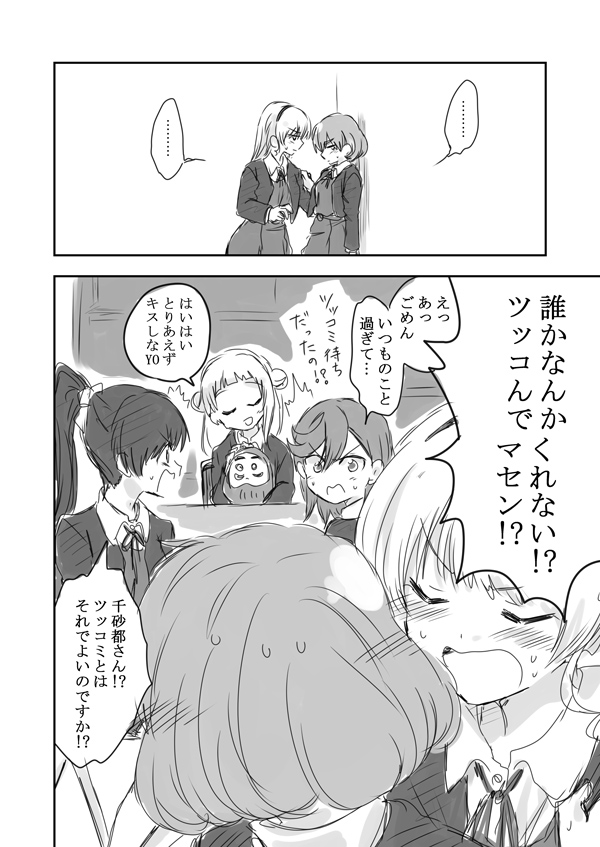 ………
………
誰かなんかくれない!?
ツッコんで
マセン!?
えっ
あっ
ごめん
いつものこと
過ぎて…
ツッコミ待ち
だったの!?
はいはい
とりあえず
キスしな
YO
千砂都さん!?
ツッコミとは
それでよいのですか!?